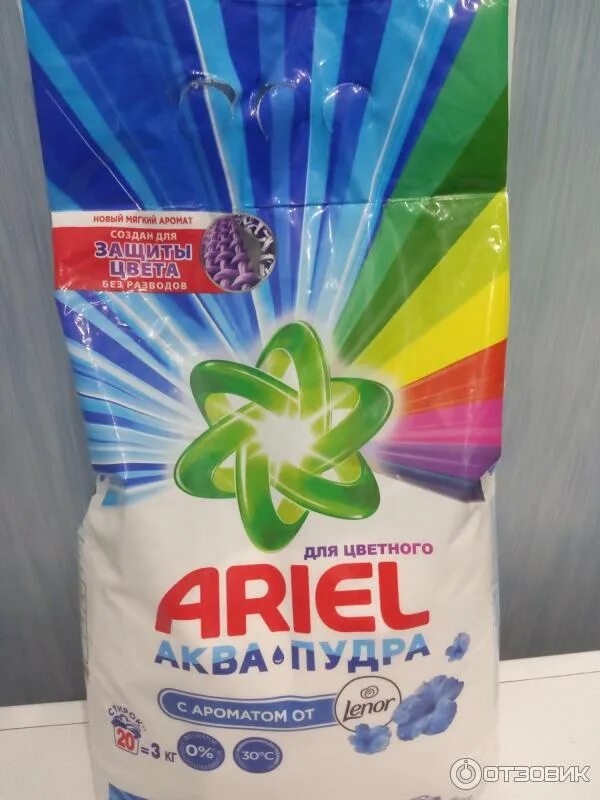 НОВЫЙ МЯГКИЙ АРОМАТ
СОЗДАН ДЛЯ
ЗАЩИТЫ
ЦВЕТА
БЕЗ РАЗВОДОВ
ДЛЯ ЦВЕТНОГО
ARIEL
АКВА ПУДРА
С АРОМАТОМ ОТ
Lenor
СТИРОК
20 = 3 КГ
0%
30°C
ОТЗОВИК